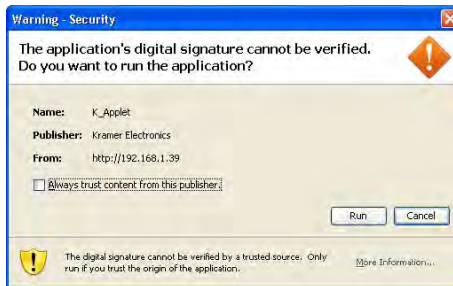 Warning - Security
The application's digital signature cannot be verified.
Do you want to run the application?
Name: K_Applet
Publisher: Kramer Electronics
From: http://192.168.1.39
Always trust content from this publisher.
Run Cancel
The digital signature cannot be verified by a trusted source. Only
run if you trust the origin of the application.
More Information...